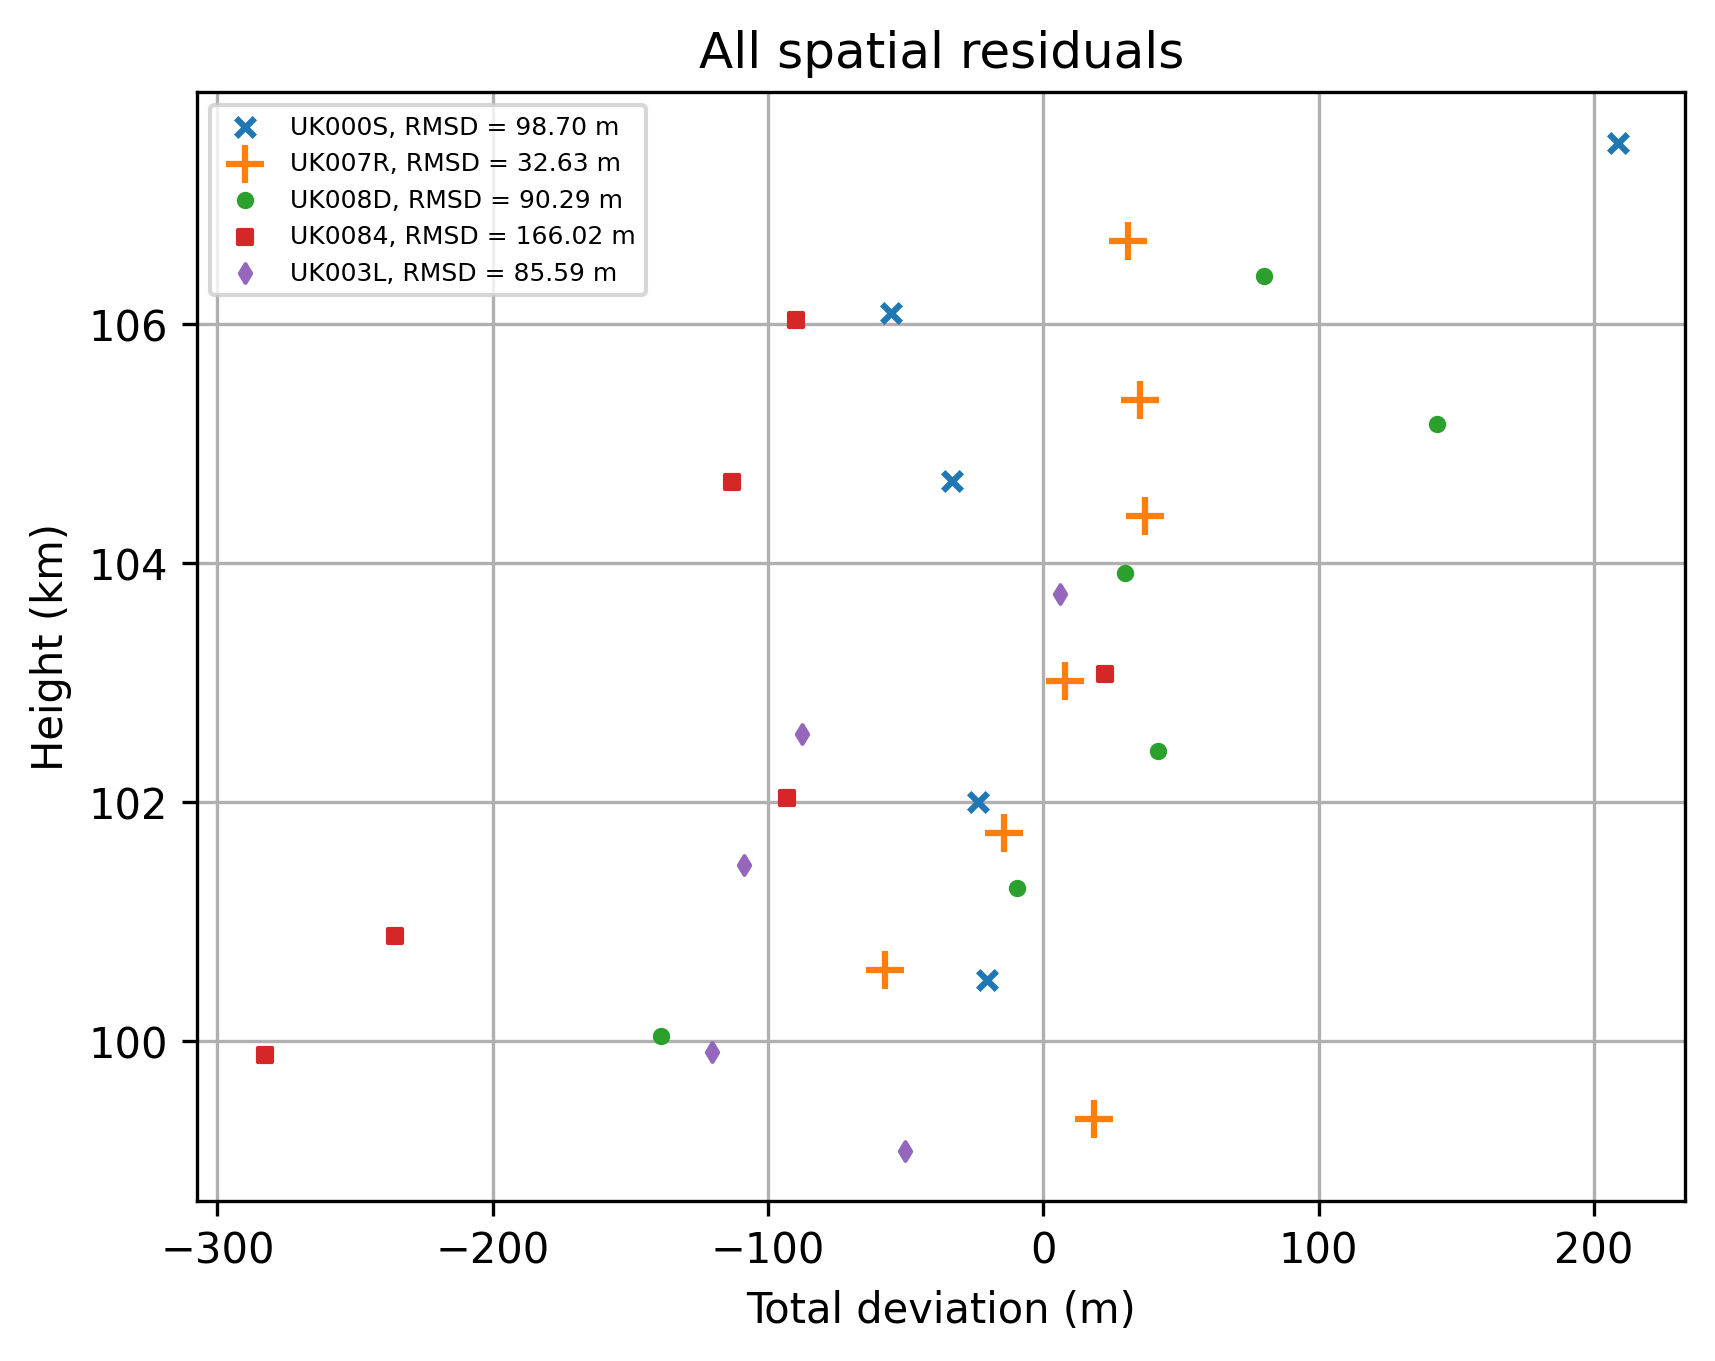 All spatial residuals
UK000S, RMSD = 98.70 m
UK007R, RMSD = 32.63 m
UK008D, RMSD = 90.29 m
UK0084, RMSD = 166.02 m
UK003L, RMSD = 85.59 m
Height (km)
106
104
102
100
−300 −200 −100 0 100 200
Total deviation (m)